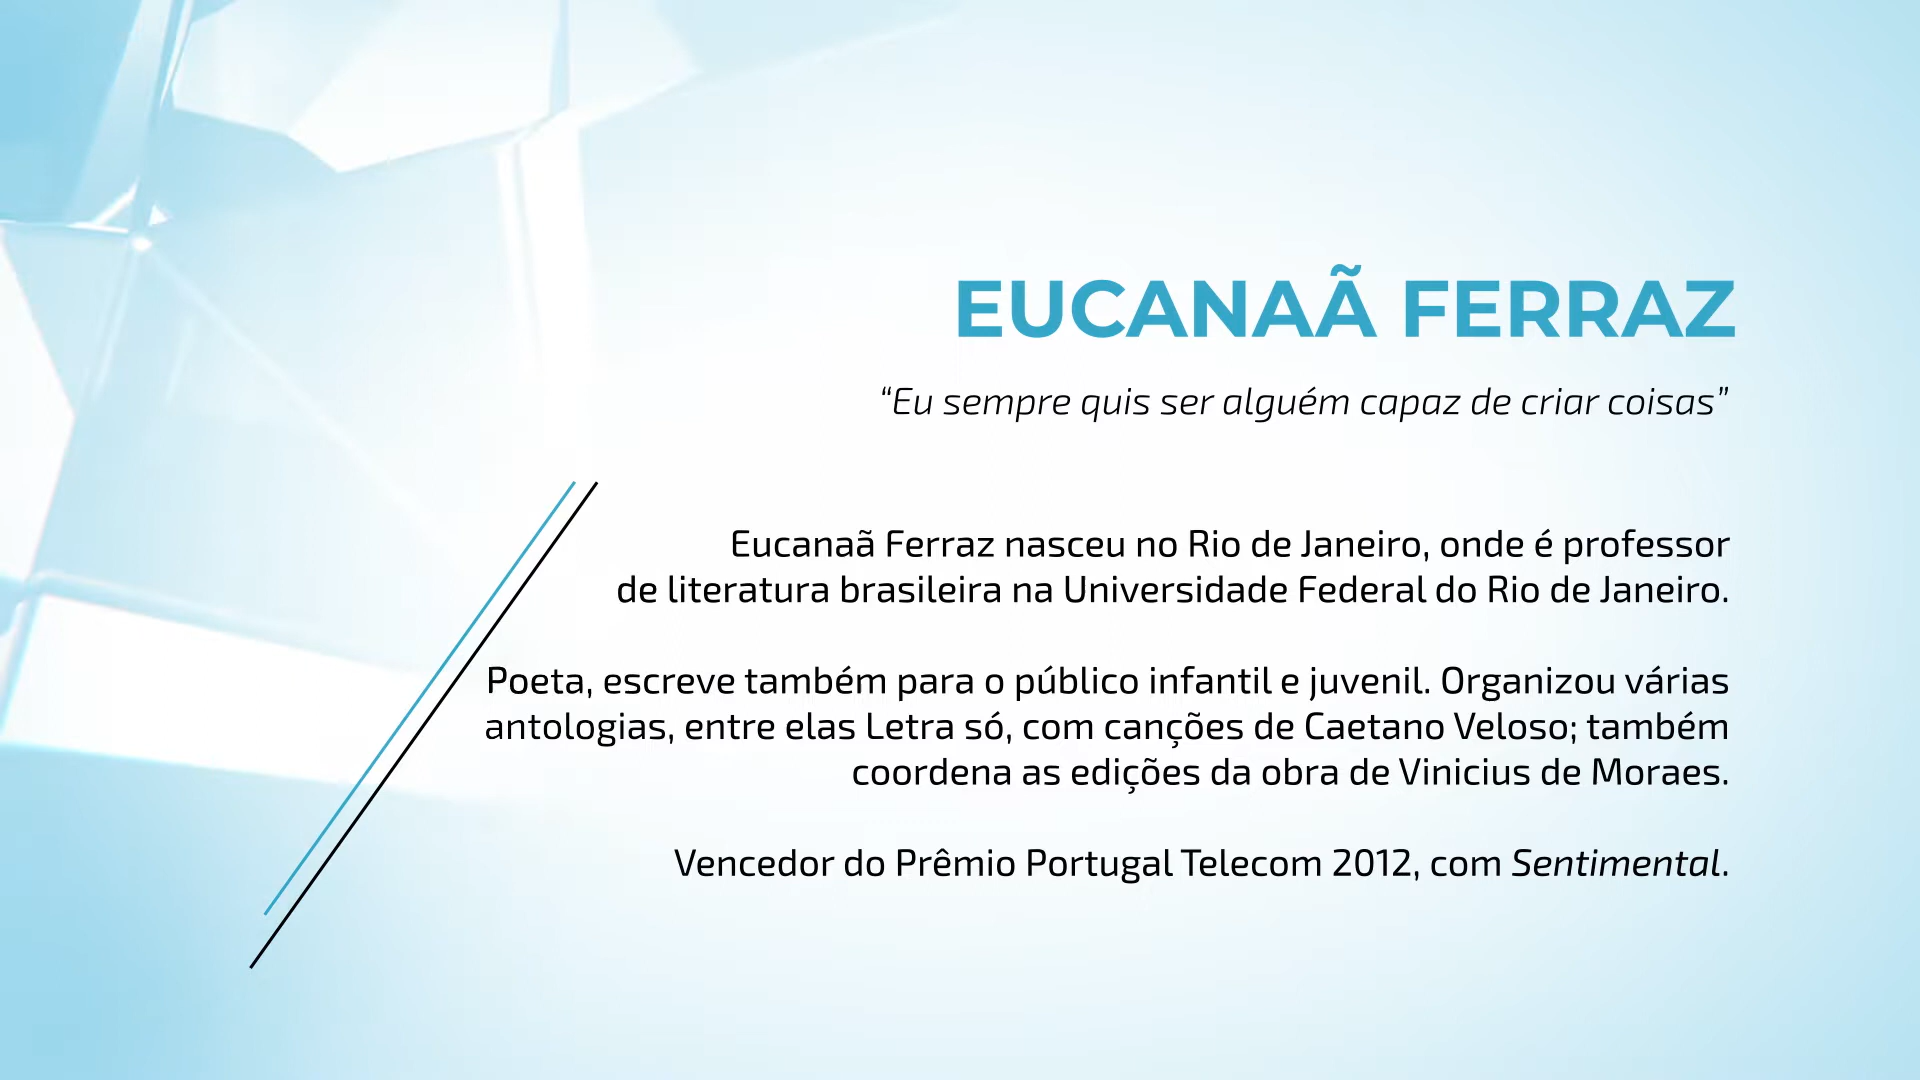 EUCANAÃ FERRAZ
“Eu sempre quis ser alguém capaz de criar coisas”
Eucanaã Ferraz nasceu no Rio de Janeiro, onde é professor
de literatura brasileira na Universidade Federal do Rio de Janeiro.
Poeta, escreve também para o público infantil e juvenil. Organizou várias
antologias, entre elas Letra só, com canções de Caetano Veloso; também
coordena as edições da obra de Vinicius de Moraes.
Vencedor do Prêmio Portugal Telecom 2012, com Sentimental.